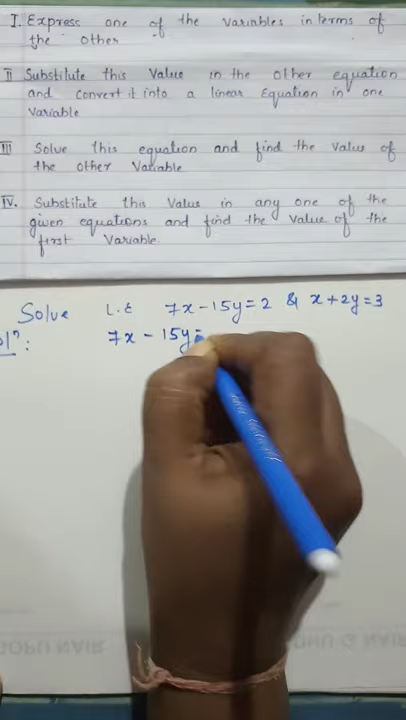 I. Express one of the variables in terms of
the other
II Substitute this Value in the other equation
and convert it into a linear Equation in one
Variable
III Solve this equation and find the value of
the other Variable
IV. Substitute this Value in any one of the
given equations and find the value of the
first Variable.
Solve L.E 7x - 15y = 2 & x + 2y = 3
7x - 15y =
GOPU NAIR